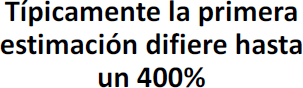 Típicamente la primera
estimación difiere hasta
un 400%